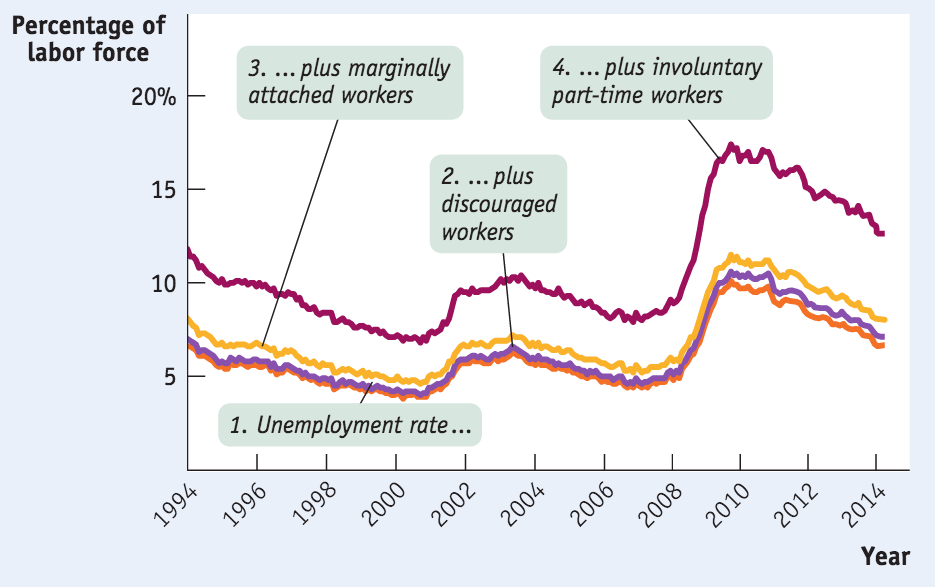 Percentage of
labor force
3. ...plus marginally
attached workers
4. ...plus involuntary
part-time workers
2. ...plus
discouraged
workers
1. Unemployment rate...
20%
15
10
5
1994
1996
1998
2000
2002
2004
2006
2008
2010
2012
2014
Year